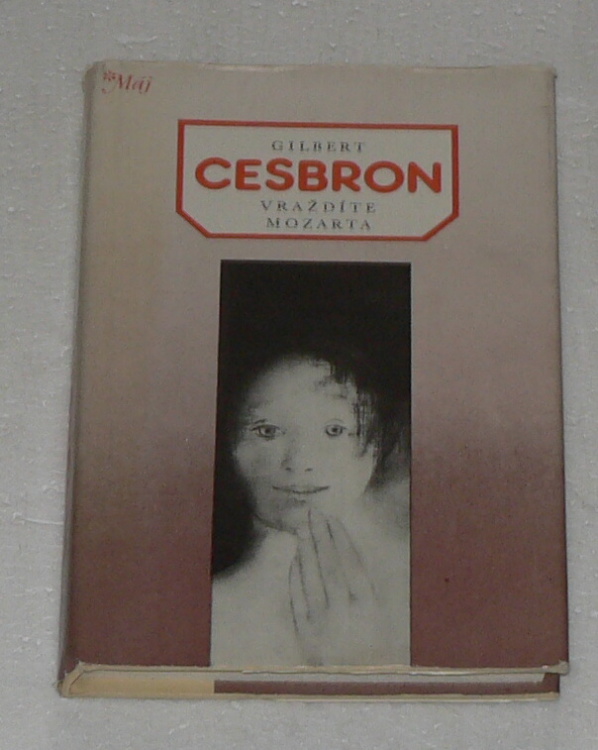 Máj
GILBERT
CESBRON
VRAŽDÍTE
MOZARTA